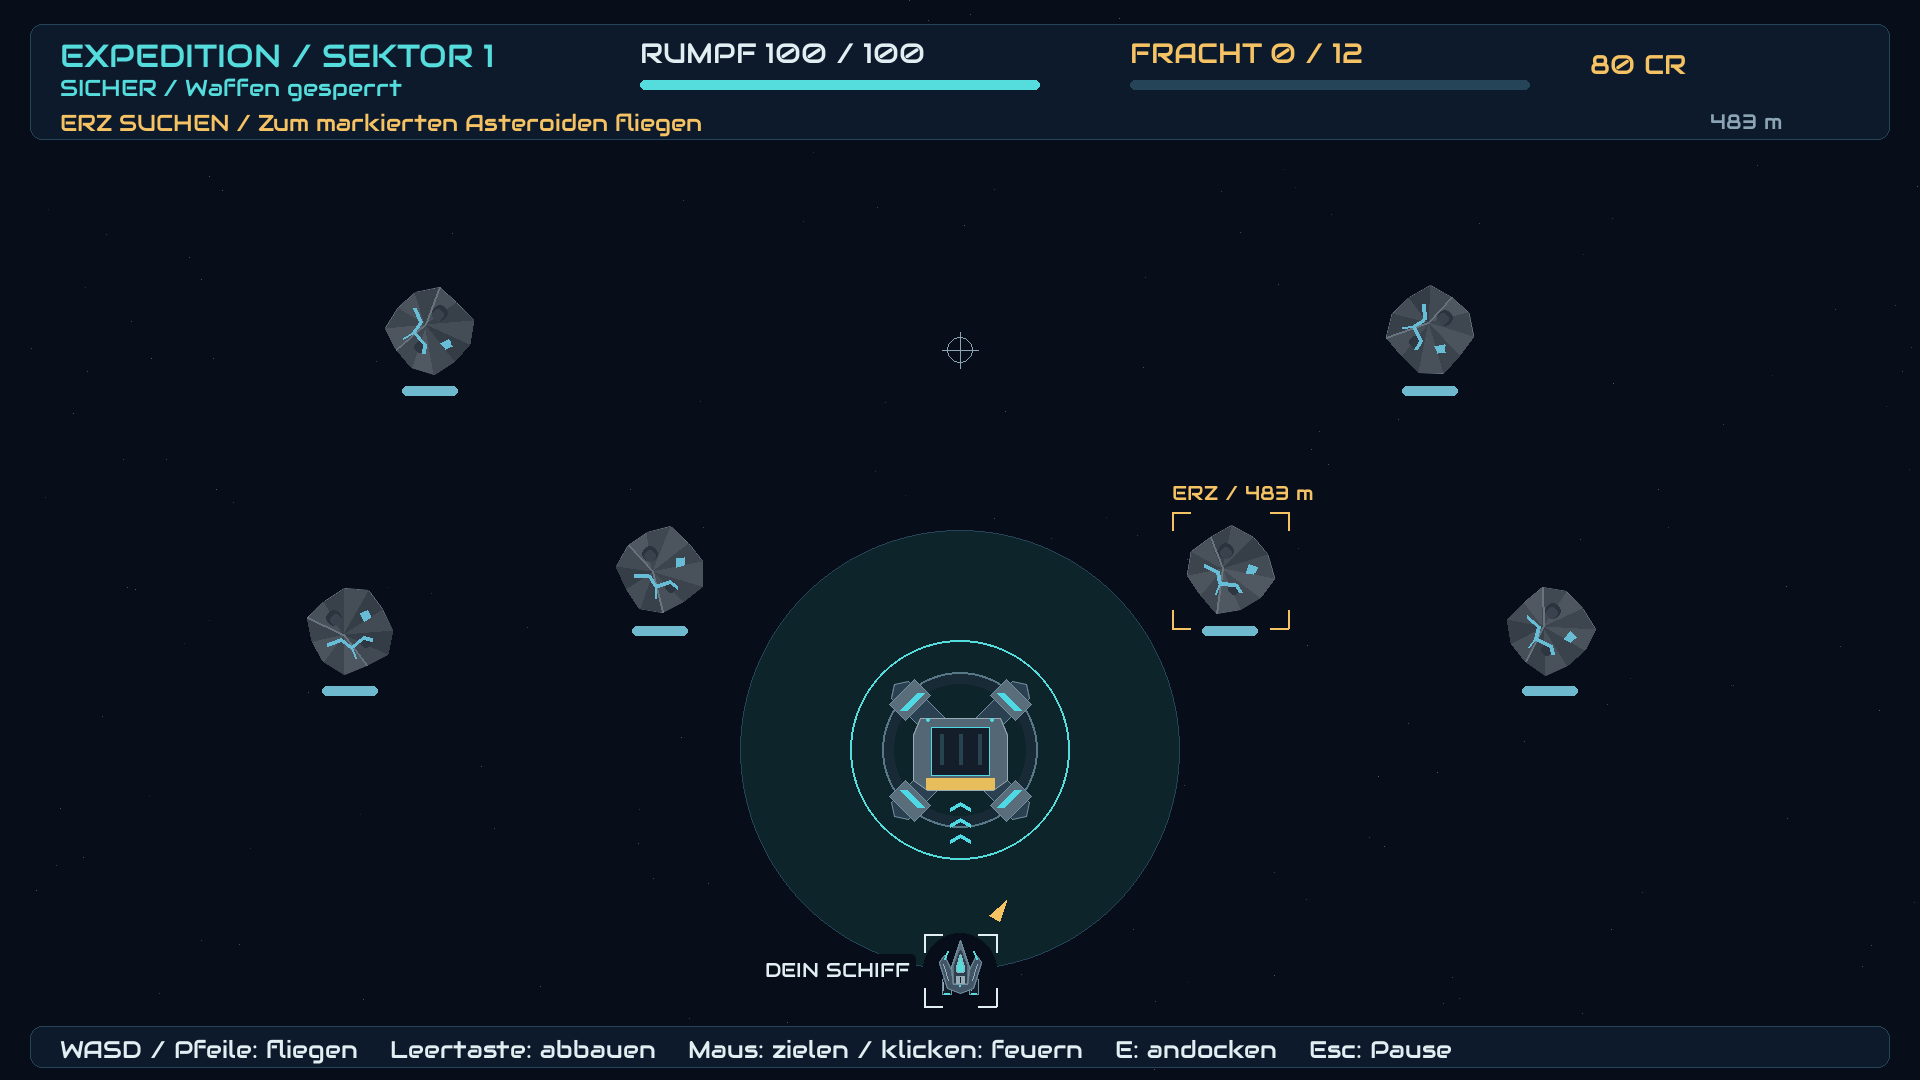 EXPEDITION / SEKTOR 1
RUMPF 100 / 100
FRACHT 0 / 12
80 CR
SICHER / Waffen gesperrt
ERZ SUCHEN / Zum markierten Asteroiden fliegen
483 m
ERZ / 483 m
DEIN SCHIFF
WASD / Pfeile: fliegen Leertaste: abbauen Maus: zielen / klicken: feuern E: andocken Esc: Pause